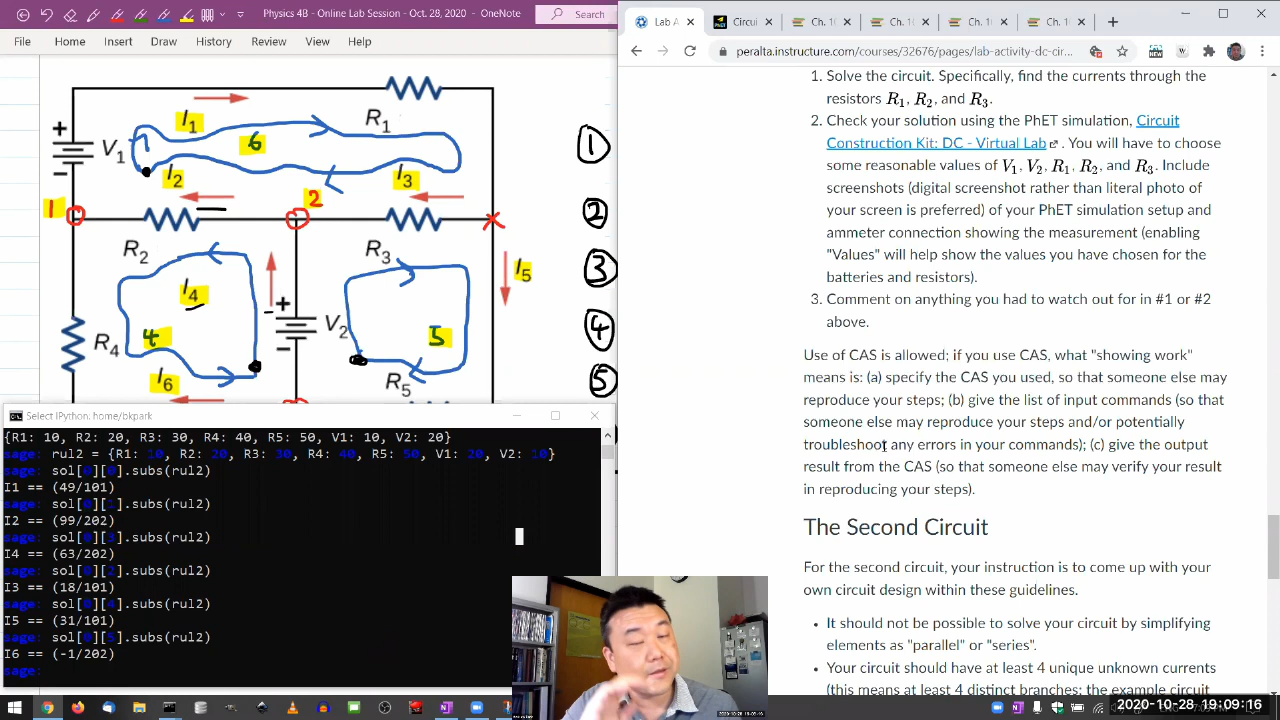 Physics 4B Online Lab Session Oct. 28, 2020 - OneNote
Sharing
File Home Insert Draw History
V1
I1
6
R1
I2
I3
1
2
R2
R3
I4
4
V2
5
I5
R4
I6
R5
1
2
3
4
5
Select IPython: home/bkpark
{R1: 10, R2: 20, R3: 30, R4: 40, R5: 50, V1: 10, V2: 20}
sage: rul2 = {R1: 10, R2: 20, R3: 30, R4: 40, R5: 50, V1: 20, V2: 10}
sage: sol[0][0].subs(rul2)
I1 == (49/101)
sage: sol[0][1].subs(rul2)
I2 == (99/202)
sage: sol[0][3].subs(rul2)
I4 == (63/202)
sage: sol[0][2].subs(rul2)
I3 == (18/101)
sage: sol[0][4].subs(rul2)
I5 == (31/101)
sage: sol[0][5].subs(rul2)
I6 == (-1/202)
sage:
Lab A
Circui
Ch. 1
Ch. 1
Ch. 1
Ch. 1
peralta.instructure.com/courses/32676/pages/lab-activity-dc-cir...
1. Solve the circuit. Specifically, find the currents through the
resistors R1, R2, and R3.
2. Check your solution using the PhET simulation, Circuit
Construction Kit: DC - Virtual Lab. You will have to choose
some reasonable values of V1, V2, R1, R2, and R3. Include
screenshots (digital screenshot rather than literal photo of
your screen is preferred) of your PhET simulation setup and
ammeter connection showing the measurement (enabling
"Values" will help show the values you have chosen for the
batteries and resistors).
3. Comment on anything you had to watch out for in #1 or #2
above.
Use of CAS is allowed; if you use CAS, what "showing work"
means is: (a) specify the CAS you used, so that someone else may
reproduce your steps; (b) give the list of input commands (so that
someone else may reproduce your steps and/or potentially
troubleshoot any errors in your commands); (c) give the output
result from the CAS (so that someone else may verify your result
in reproducing your steps).
The Second Circuit
For the second circuit, your instruction is to come up with your
own circuit design within these guidelines.
• It should not be possible to solve your circuit by simplifying
elements as "parallel" or "series".
• Your circuit should have at least 4 unique unknown currents
(this means at least 4 distinct branches; the example circuit
2020-10-28 19:09:16